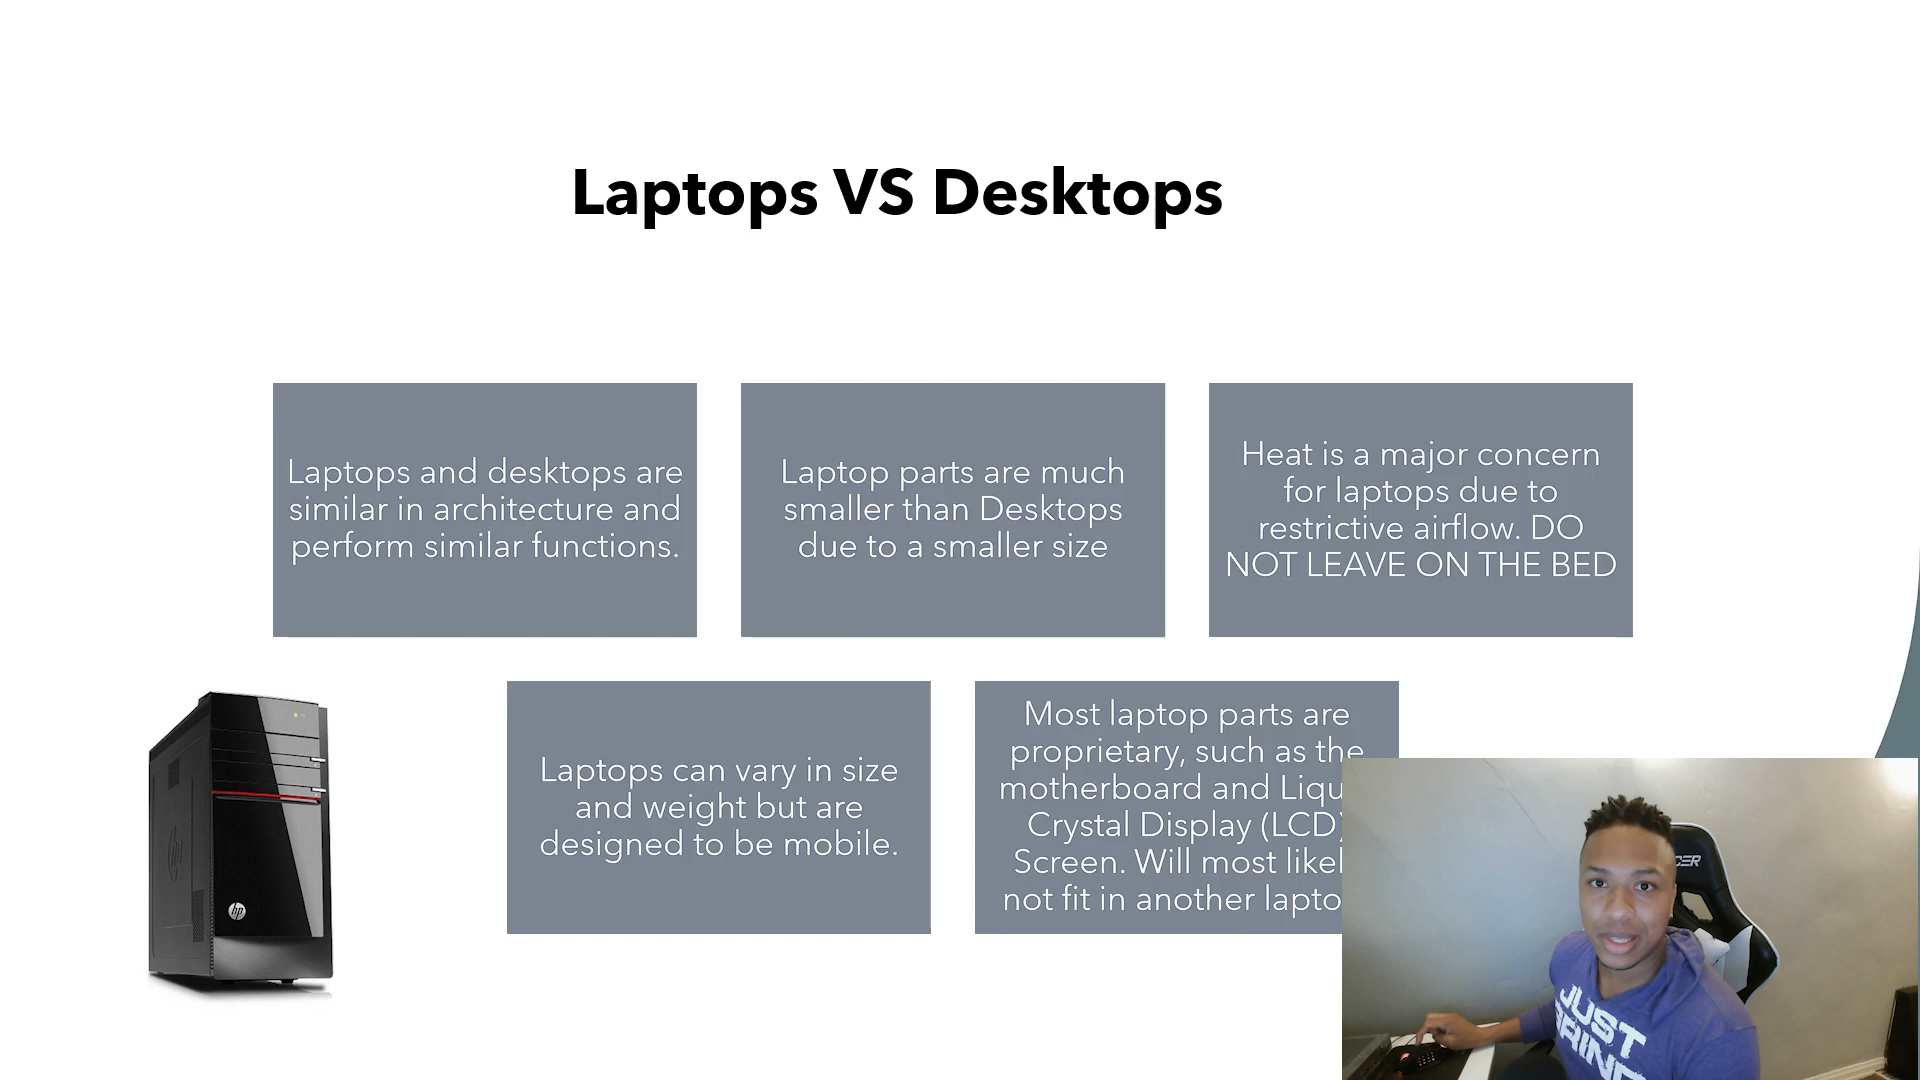 Laptops VS Desktops
Laptops and desktops are
similar in architecture and
perform similar functions.
Laptop parts are much
smaller than Desktops
due to a smaller size
Heat is a major concern
for laptops due to
restrictive airflow. DO
NOT LEAVE ON THE BED
Laptops can vary in size
and weight but are
designed to be mobile.
Most laptop parts are
proprietary, such as the
motherboard and
Crystal Display (LCD)
Screen. Will most
not fit in another
hp
JUST